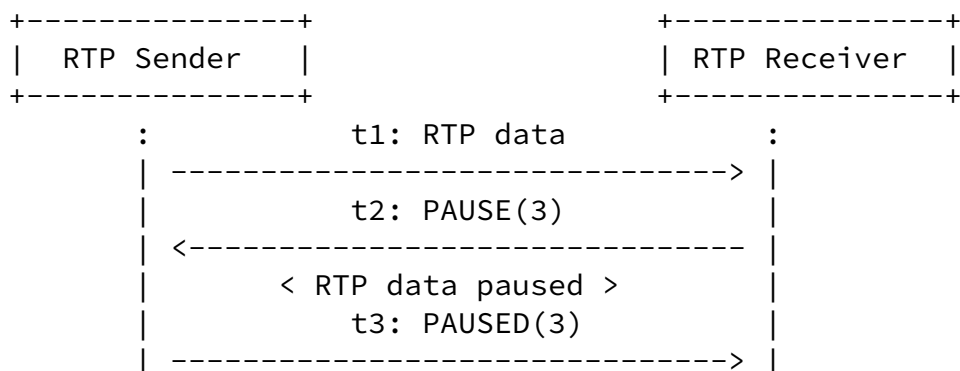 +---------------+ +---------------+
| RTP Sender | | RTP Receiver |
+---------------+ +---------------+
: t1: RTP data :
| -------------------------------> |
| t2: PAUSE(3) |
| <------------------------------- |
| < RTP data paused > |
| t3: PAUSED(3) |
| -------------------------------> |